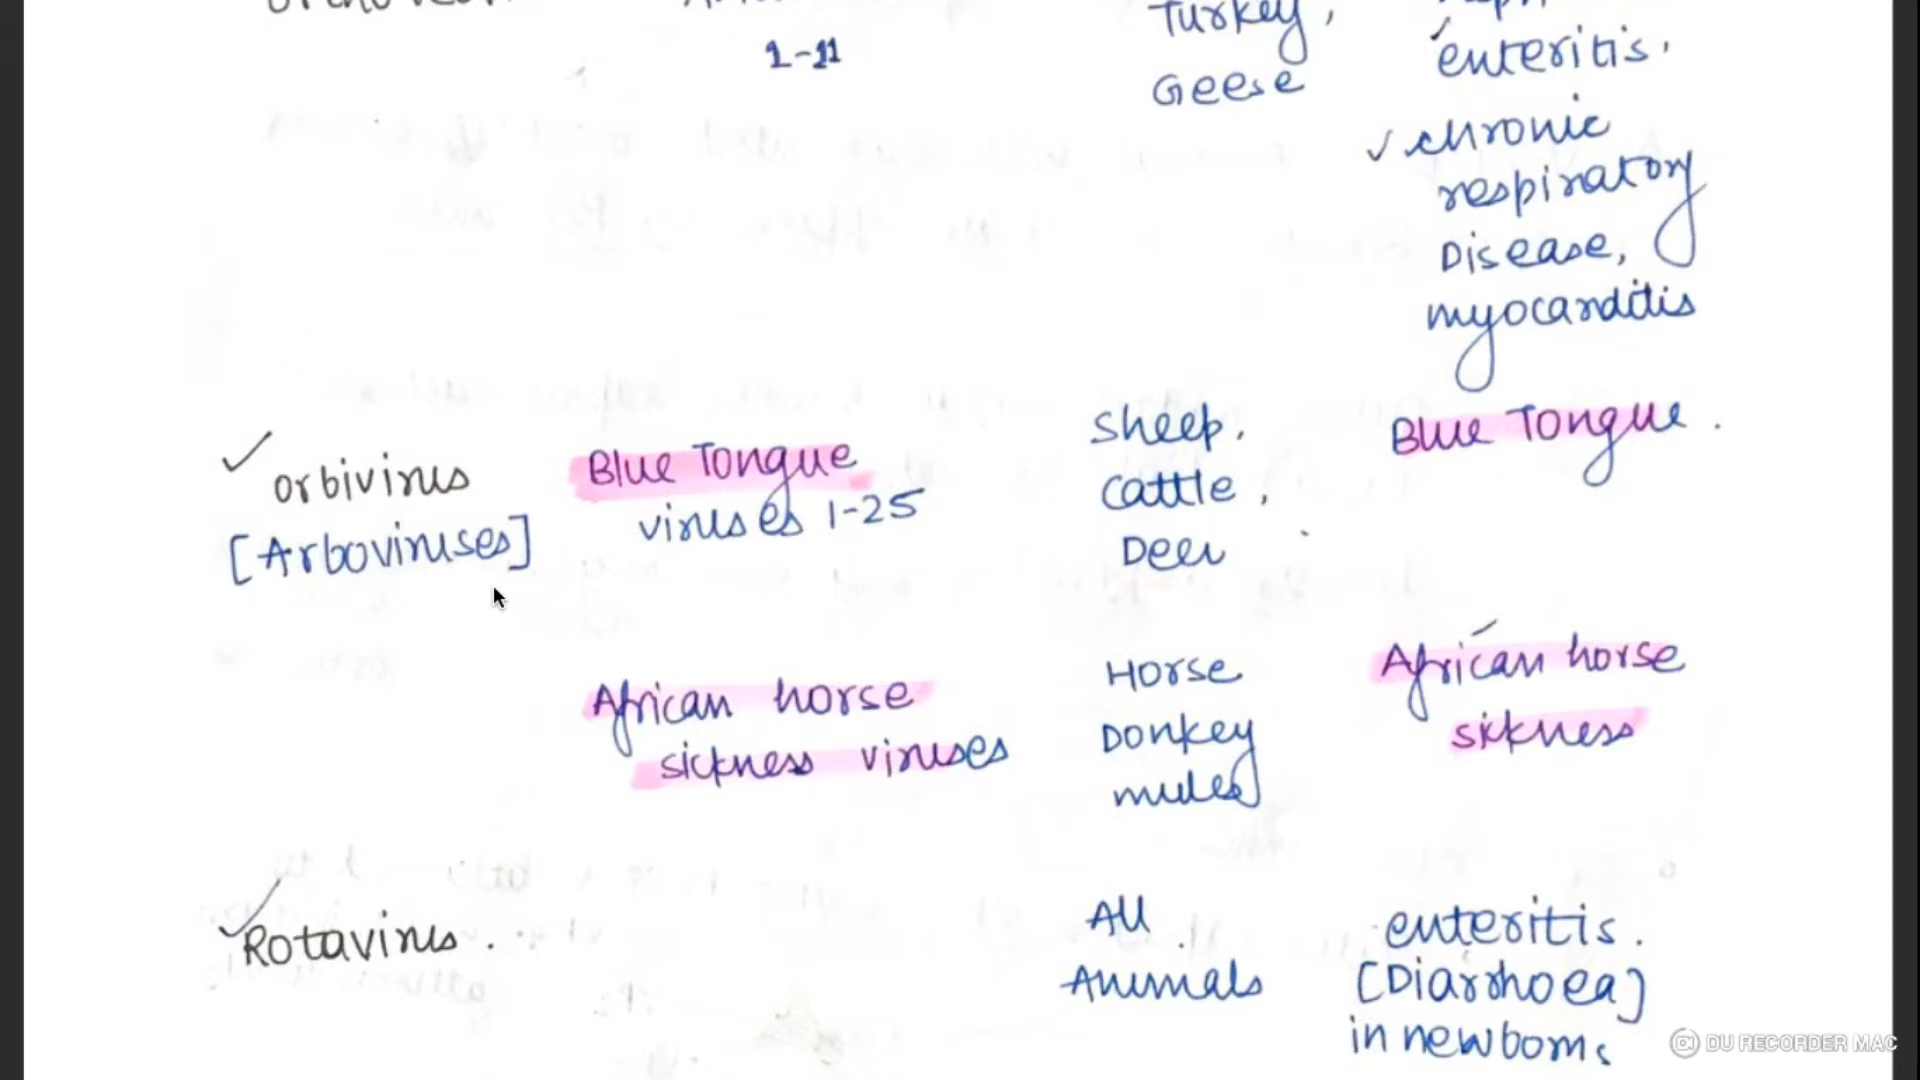 1-11
Turkey,
Geese
enteritis.
chronic
respiratory
Disease,
myocarditis
orbivirus
[Arboviruses]
Blue Tongue
viruses 1-25
Sheep.
cattle,
Deer
Blue Tongue.
African horse
sickness viruses
Horse
Donkey
mules
African horse
sickness
Rotavirus.
All
Animals
enteritis.
[Diarrhoea]
in newborns
DU RECORDER MAC